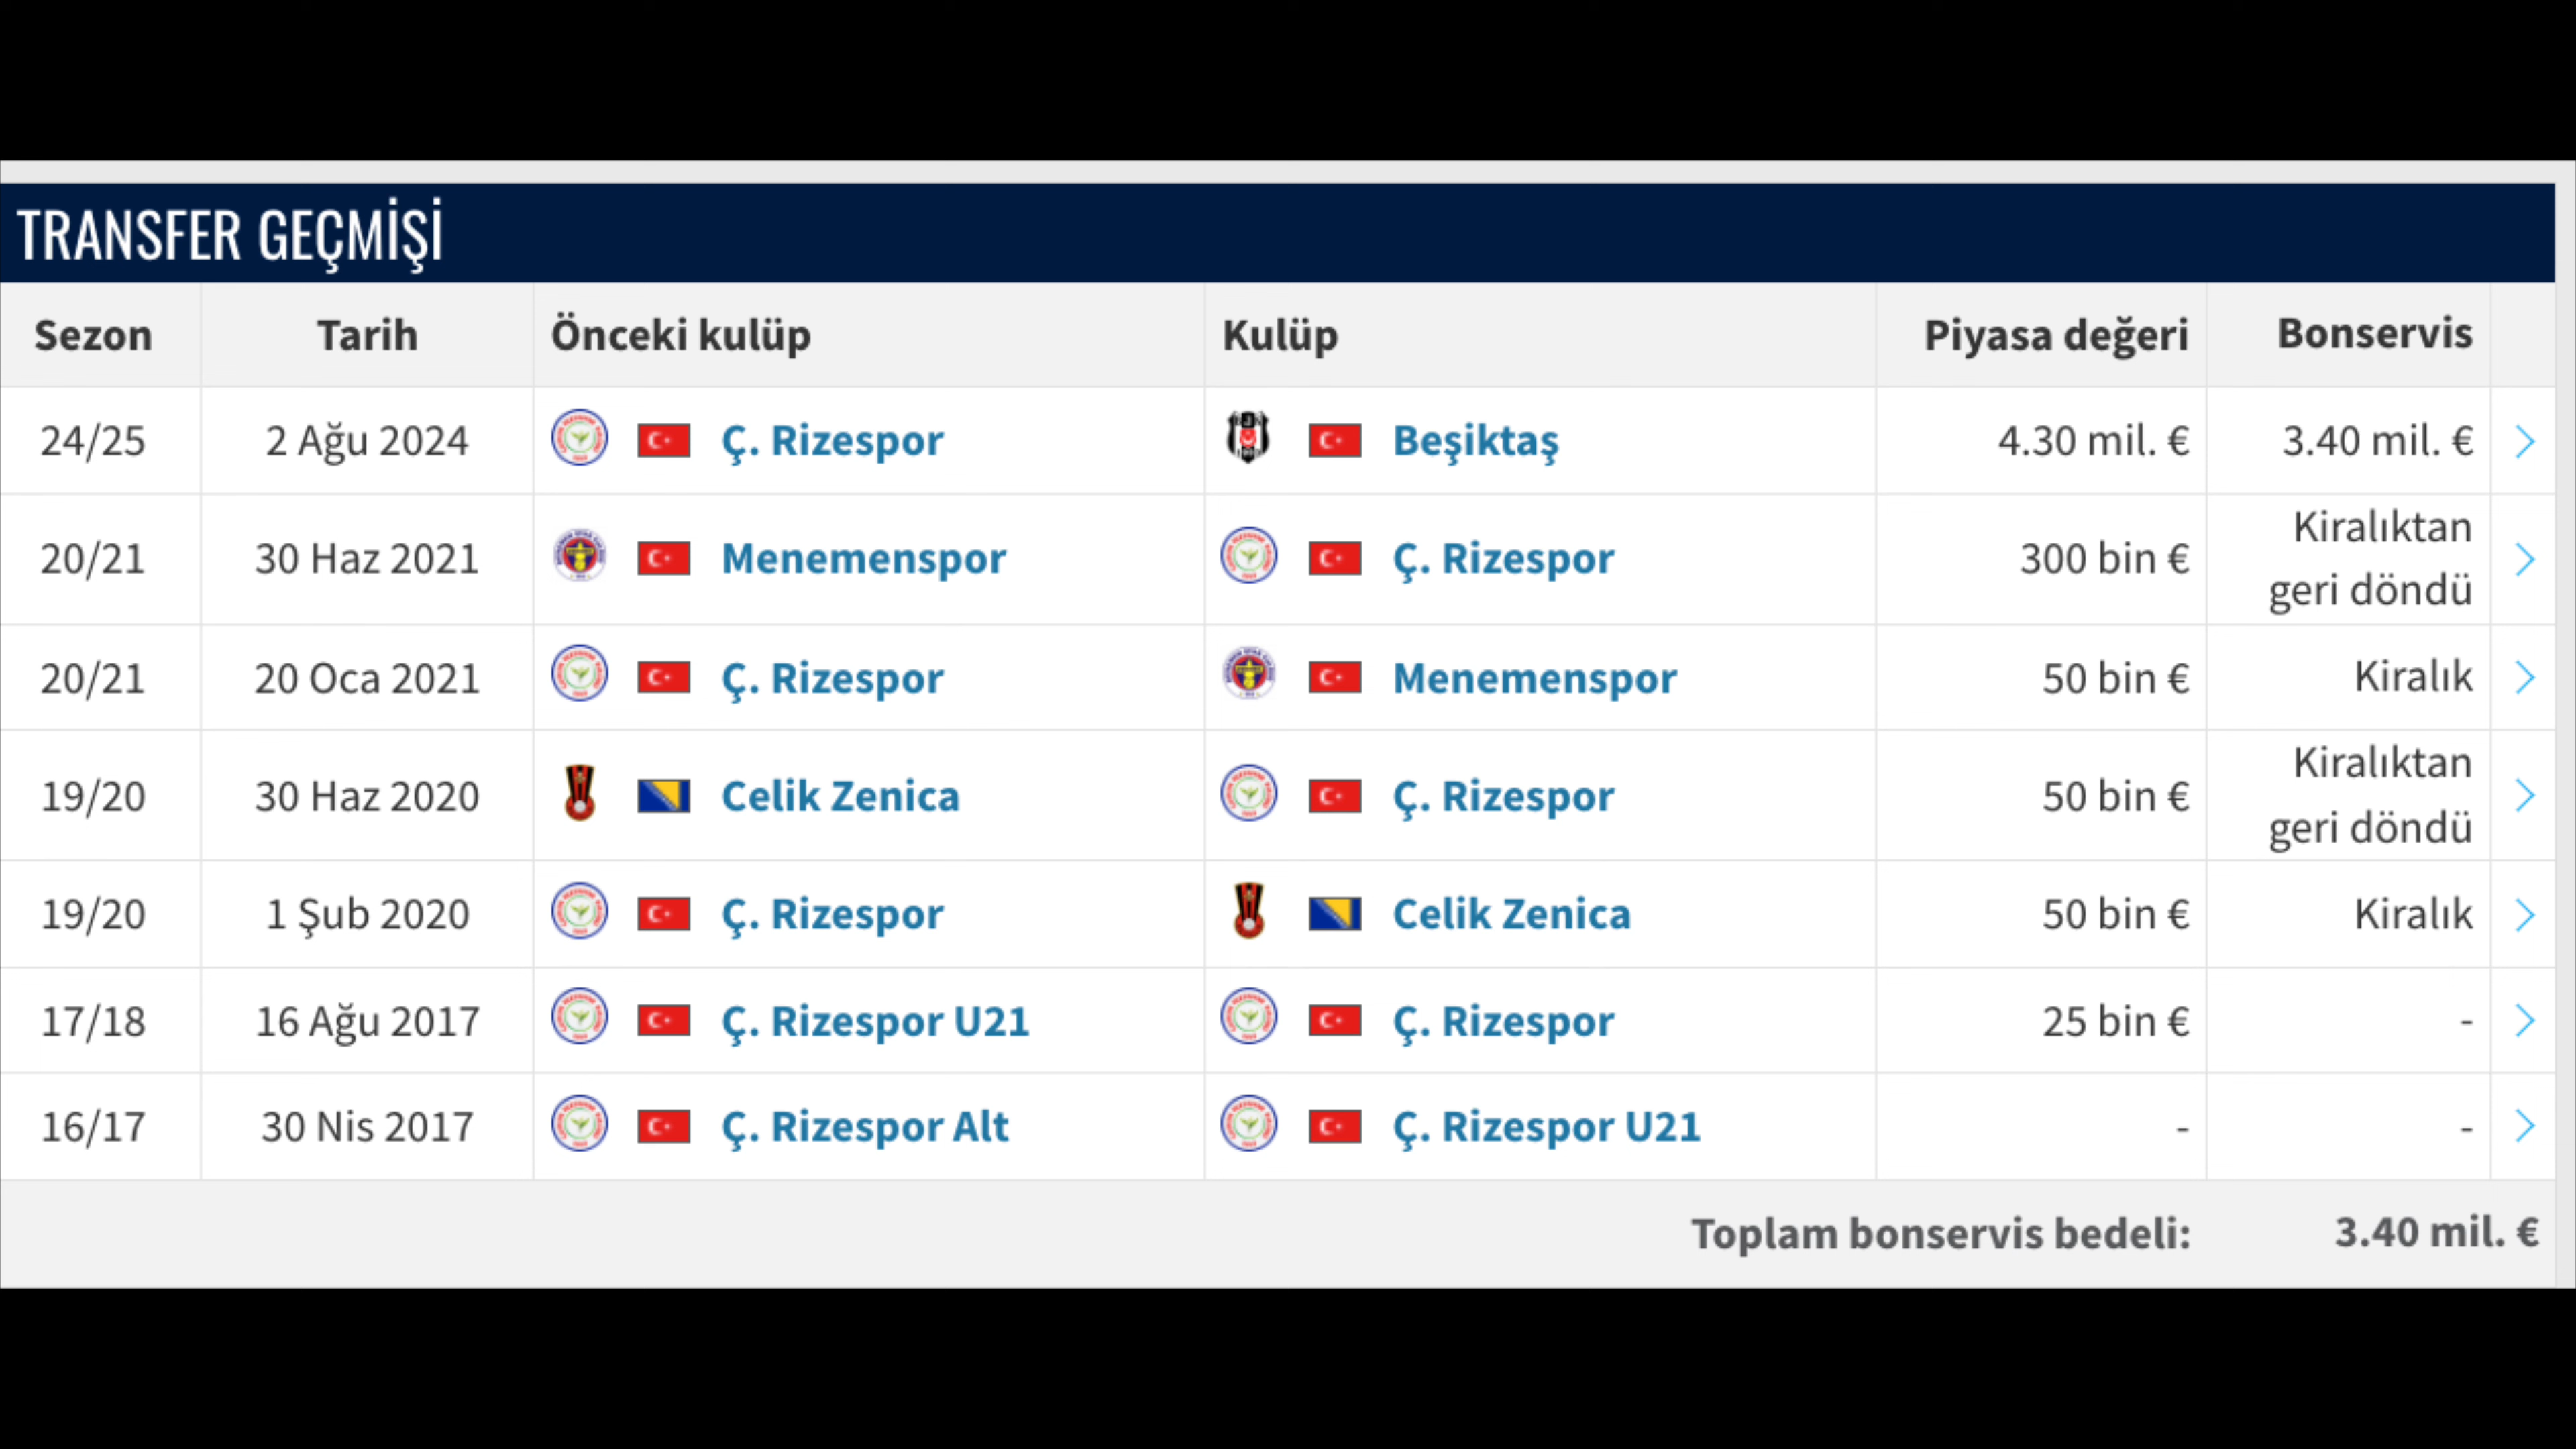 TRANSFER GEÇMİŞİ
Sezon Tarih Önceki kulüp Kulüp Piyasa değeri Bonservis
24/25 2 Ağu 2024 Ç. Rizespor Beşiktaş 4.30 mil. € 3.40 mil. €
20/21 30 Haz 2021 Menemenspor Ç. Rizespor 300 bin € Kiralıktan
geri döndü
20/21 20 Oca 2021 Ç. Rizespor Menemenspor 50 bin € Kiralık
19/20 30 Haz 2020 Celik Zenica Ç. Rizespor 50 bin € Kiralıktan
geri döndü
19/20 1 Şub 2020 Ç. Rizespor Celik Zenica 50 bin € Kiralık
17/18 16 Ağu 2017 Ç. Rizespor U21 Ç. Rizespor 25 bin € -
16/17 30 Nis 2017 Ç. Rizespor Alt Ç. Rizespor U21 - -
Toplam bonservis bedeli: 3.40 mil. €